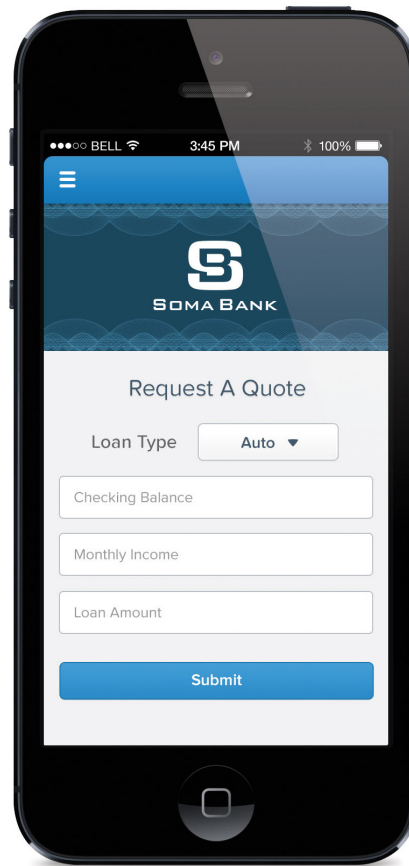 BELL 3:45 PM 100%
SB
SOMA BANK
Request A Quote
Loan Type Auto
Checking Balance
Monthly Income
Loan Amount
Submit